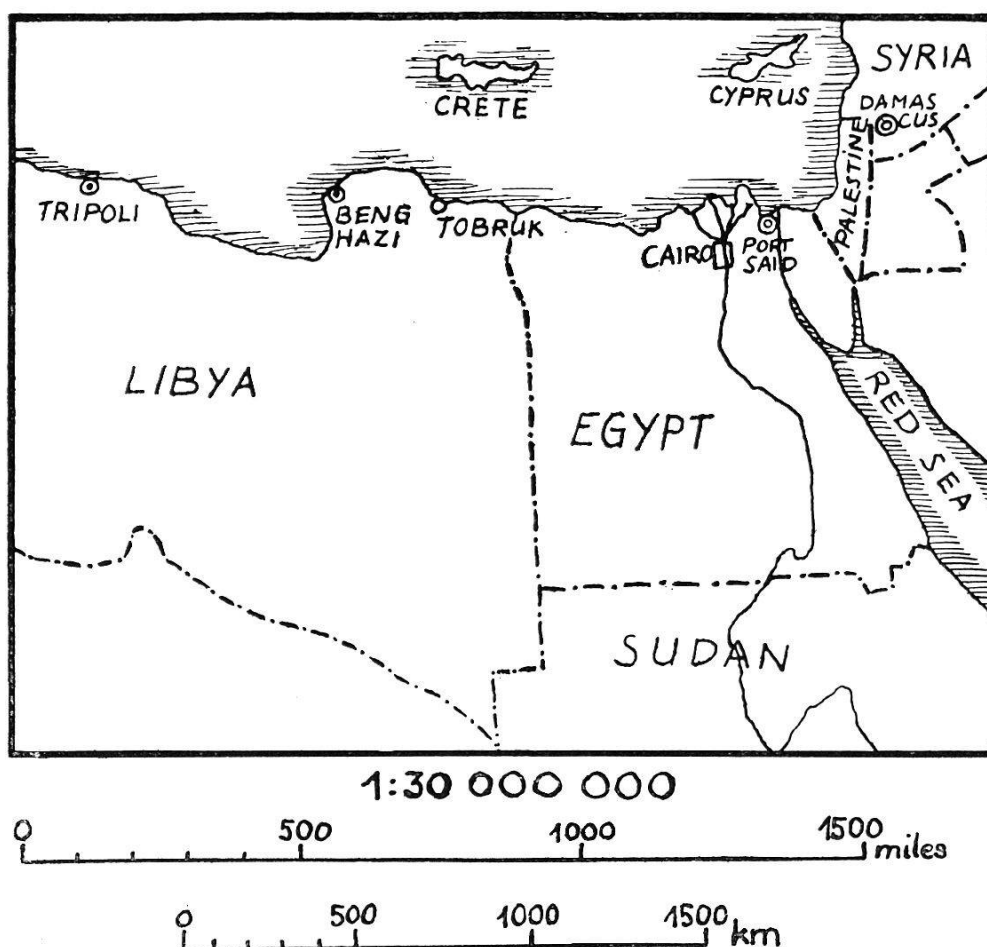 SYRIA
CRETE
CYPRUS
DAMAS
CUS
PALESTINE
TRIPOLI
BENG
HAZI
TOBRUK
CAIRO
PORT
SAID
LIBYA
EGYPT
RED SEA
SUDAN
1:30 000 000
0 500 1000 1500 miles
0 500 1000 1500 km